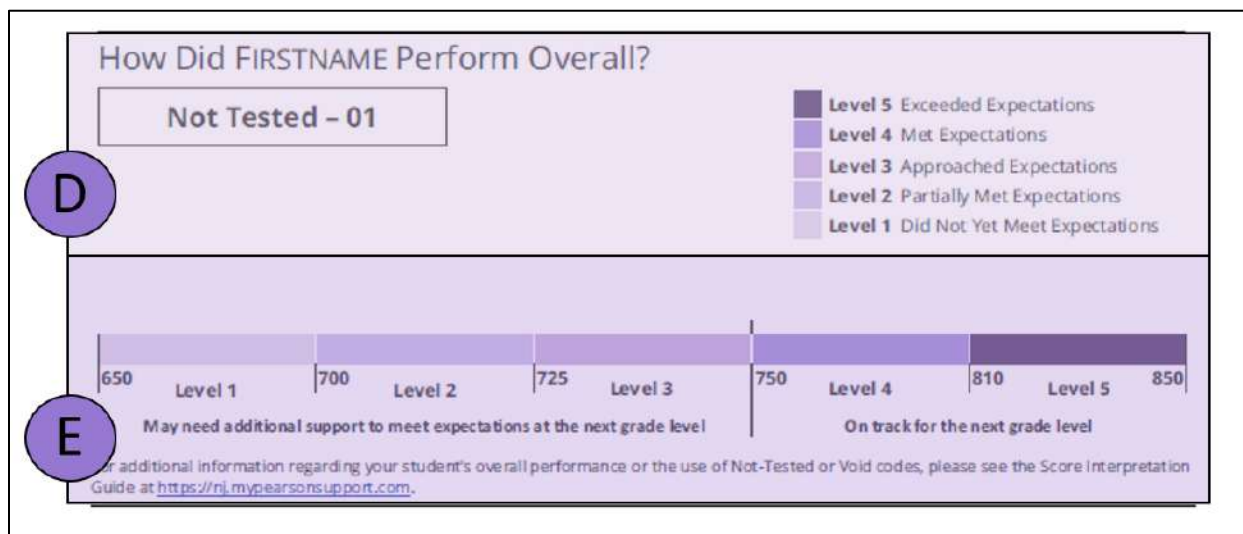 How Did FIRSTNAME Perform Overall?
Not Tested – 01
Level 5 Exceeded Expectations
Level 4 Met Expectations
Level 3 Approached Expectations
Level 2 Partially Met Expectations
Level 1 Did Not Yet Meet Expectations
D
650 Level 1 700 Level 2 725 Level 3 750 Level 4 810 Level 5 850
May need additional support to meet expectations at the next grade level On track for the next grade level
E
additional information regarding your student's overall performance or the use of Not-Tested or Void codes, please see the Score Interpretation
Guide at https://nj.mypearsonsupport.com.